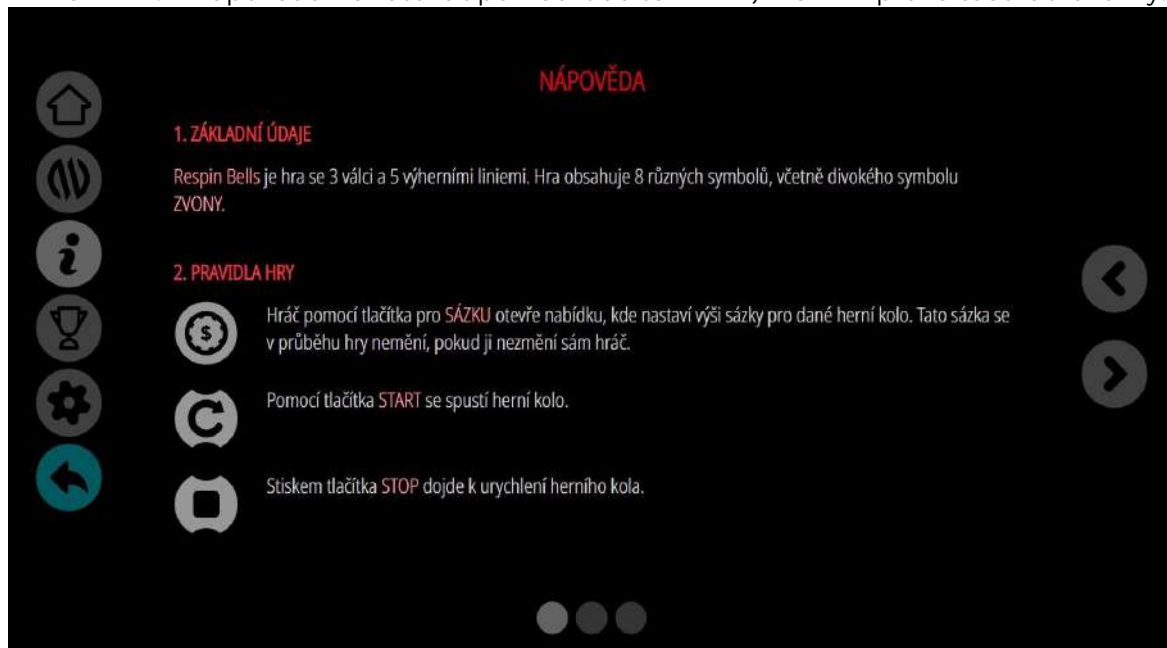 NÁPOVĚDA
1. ZÁKLADNÍ ÚDAJE
Respin Bells je hra se 3 válci a 5 výherními liniemi. Hra obsahuje 8 různých symbolů, včetně divokého symbolu
ZVONY.
2. PRAVIDLA HRY
Hráč pomocí tlačítka pro SÁZKU otevře nabídku, kde nastaví výši sázky pro dané herní kolo. Tato sázka se
v průběhu hry nemění, pokud ji nezmění sám hráč.
Pomocí tlačítka START se spustí herní kolo.
Stiskem tlačítka STOP dojde k urychlení herního kola.